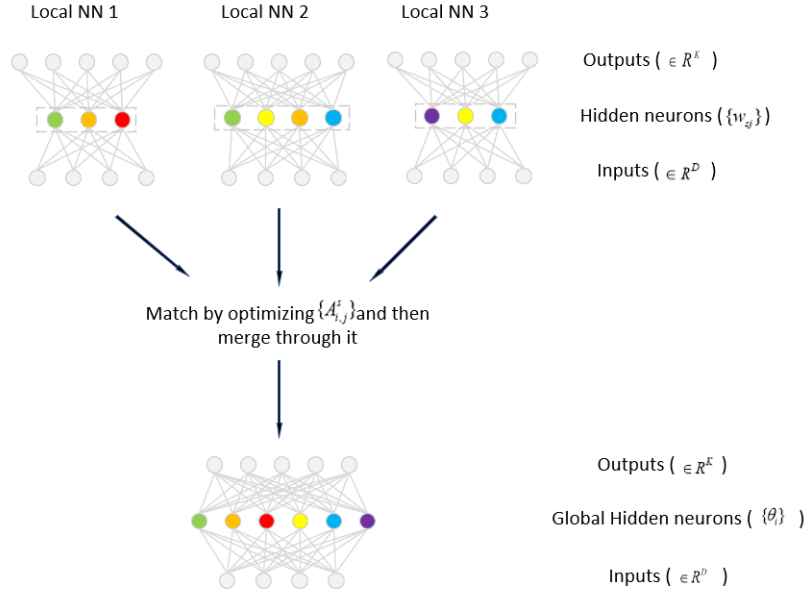 Local NN 1 Local NN 2 Local NN 3
Outputs ( ∈ R^K )
Hidden neurons ({w_sj})
Inputs ( ∈ R^D )
Match by optimizing {A^s_i,j} and then
merge through it
Outputs ( ∈ R^K )
Global Hidden neurons ( {θ_i} )
Inputs ( ∈ R^D )